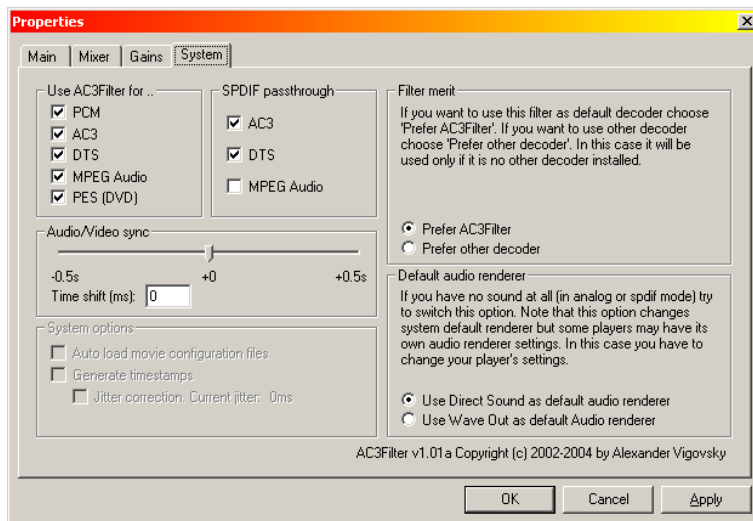 Properties
Main
Mixer
Gains
System
Use AC3Filter for ..
PCM
AC3
DTS
MPEG Audio
PES (DVD)
SPDIF passthrough
AC3
DTS
MPEG Audio
Audio/Video sync
-0.5s
+0
+0.5s
Time shift (ms):
0
System options
Auto load movie configuration files
Generate timestamps
Jitter correction. Current jitter: 0ms
Filter merit
If you want to use this filter as default decoder choose
'Prefer AC3Filter'. If you want to use other decoder
choose 'Prefer other decoder'. In this case it will be
used only if it is no other decoder installed.
Prefer AC3Filter
Prefer other decoder
Default audio renderer
If you have no sound at all (in analog or spdif mode) try
to switch this option. Note that this option changes
system default renderer but some players may have its
own audio renderer settings. In this case you have to
change your player's settings.
Use Direct Sound as default audio renderer
Use Wave Out as default Audio renderer
AC3Filter v1.01a Copyright (c) 2002-2004 by Alexander Vigovsky
OK
Cancel
Apply